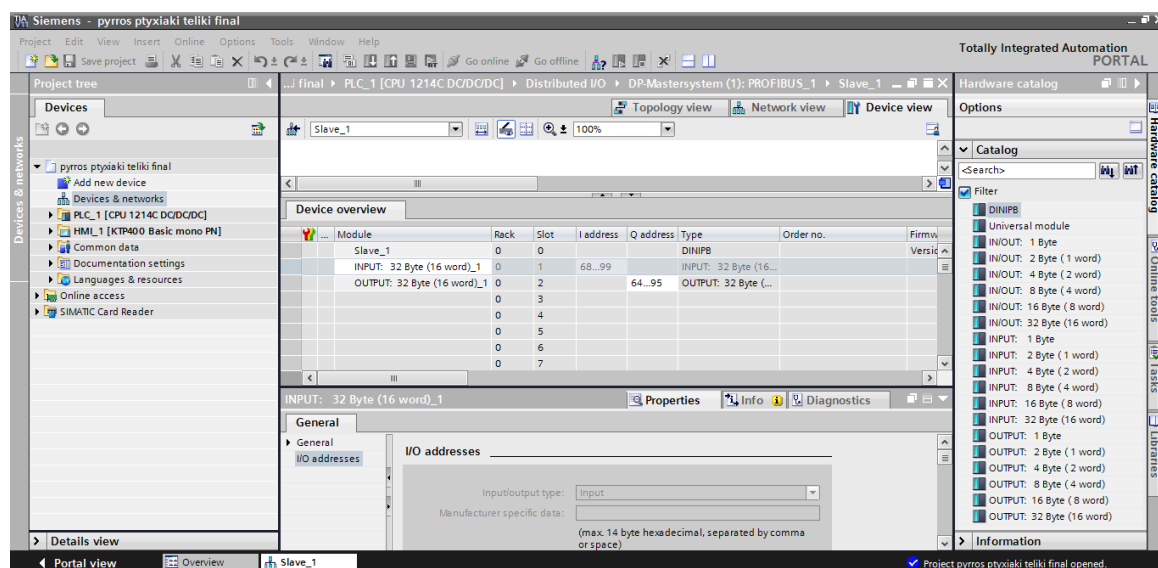 Siemens - pyrros ptyxiaki teliki final
Project Edit View Insert Online Options Tools Window Help
Totally Integrated Automation
PORTAL
Save project Go online Go offline
Project tree
Devices
Devices & networks
pyrros ptyxiaki teliki final
Add new device
Devices & networks
PLC_1 [CPU 1214C DC/DC/DC]
HMI_1 [KTP400 Basic mono PN]
Common data
Documentation settings
Languages & resources
Online access
SIMATIC Card Reader
Details view
...i final PLC_1 [CPU 1214C DC/DC/DC] Distributed I/O DP-Mastersystem (1): PROFIBUS_1 Slave_1
Topology view Network view Device view
Slave_1 100%
Device overview
... Module Rack Slot I address Q address Type Order no. Firmw
Slave_1 0 0 DINIPB Versio
INPUT: 32 Byte (16 word)_1 0 1 68...99 INPUT: 32 Byte (16...
OUTPUT: 32 Byte (16 word)_1 0 2 64...95 OUTPUT: 32 Byte (...
0 3
0 4
0 5
0 6
0 7
INPUT: 32 Byte (16 word)_1 Properties Info Diagnostics
General
General
I/O addresses
I/O addresses
Input/output type: Input
Manufacturer specific data:
(max. 14 byte hexadecimal, separated by comma
or space)
Hardware catalog
Options
Catalog
<Search>
Filter
DINIPB
Universal module
IN/OUT: 1 Byte
IN/OUT: 2 Byte ( 1 word)
IN/OUT: 4 Byte ( 2 word)
IN/OUT: 8 Byte ( 4 word)
IN/OUT: 16 Byte ( 8 word)
IN/OUT: 32 Byte (16 word)
INPUT: 1 Byte
INPUT: 2 Byte ( 1 word)
INPUT: 4 Byte ( 2 word)
INPUT: 8 Byte ( 4 word)
INPUT: 16 Byte ( 8 word)
INPUT: 32 Byte (16 word)
OUTPUT: 1 Byte
OUTPUT: 2 Byte ( 1 word)
OUTPUT: 4 Byte ( 2 word)
OUTPUT: 8 Byte ( 4 word)
OUTPUT: 16 Byte ( 8 word)
OUTPUT: 32 Byte (16 word)
Information
Hardware catalog
Online tools
Tasks
Libraries
Portal view Overview Slave_1
Project pyrros ptyxiaki teliki final opened.